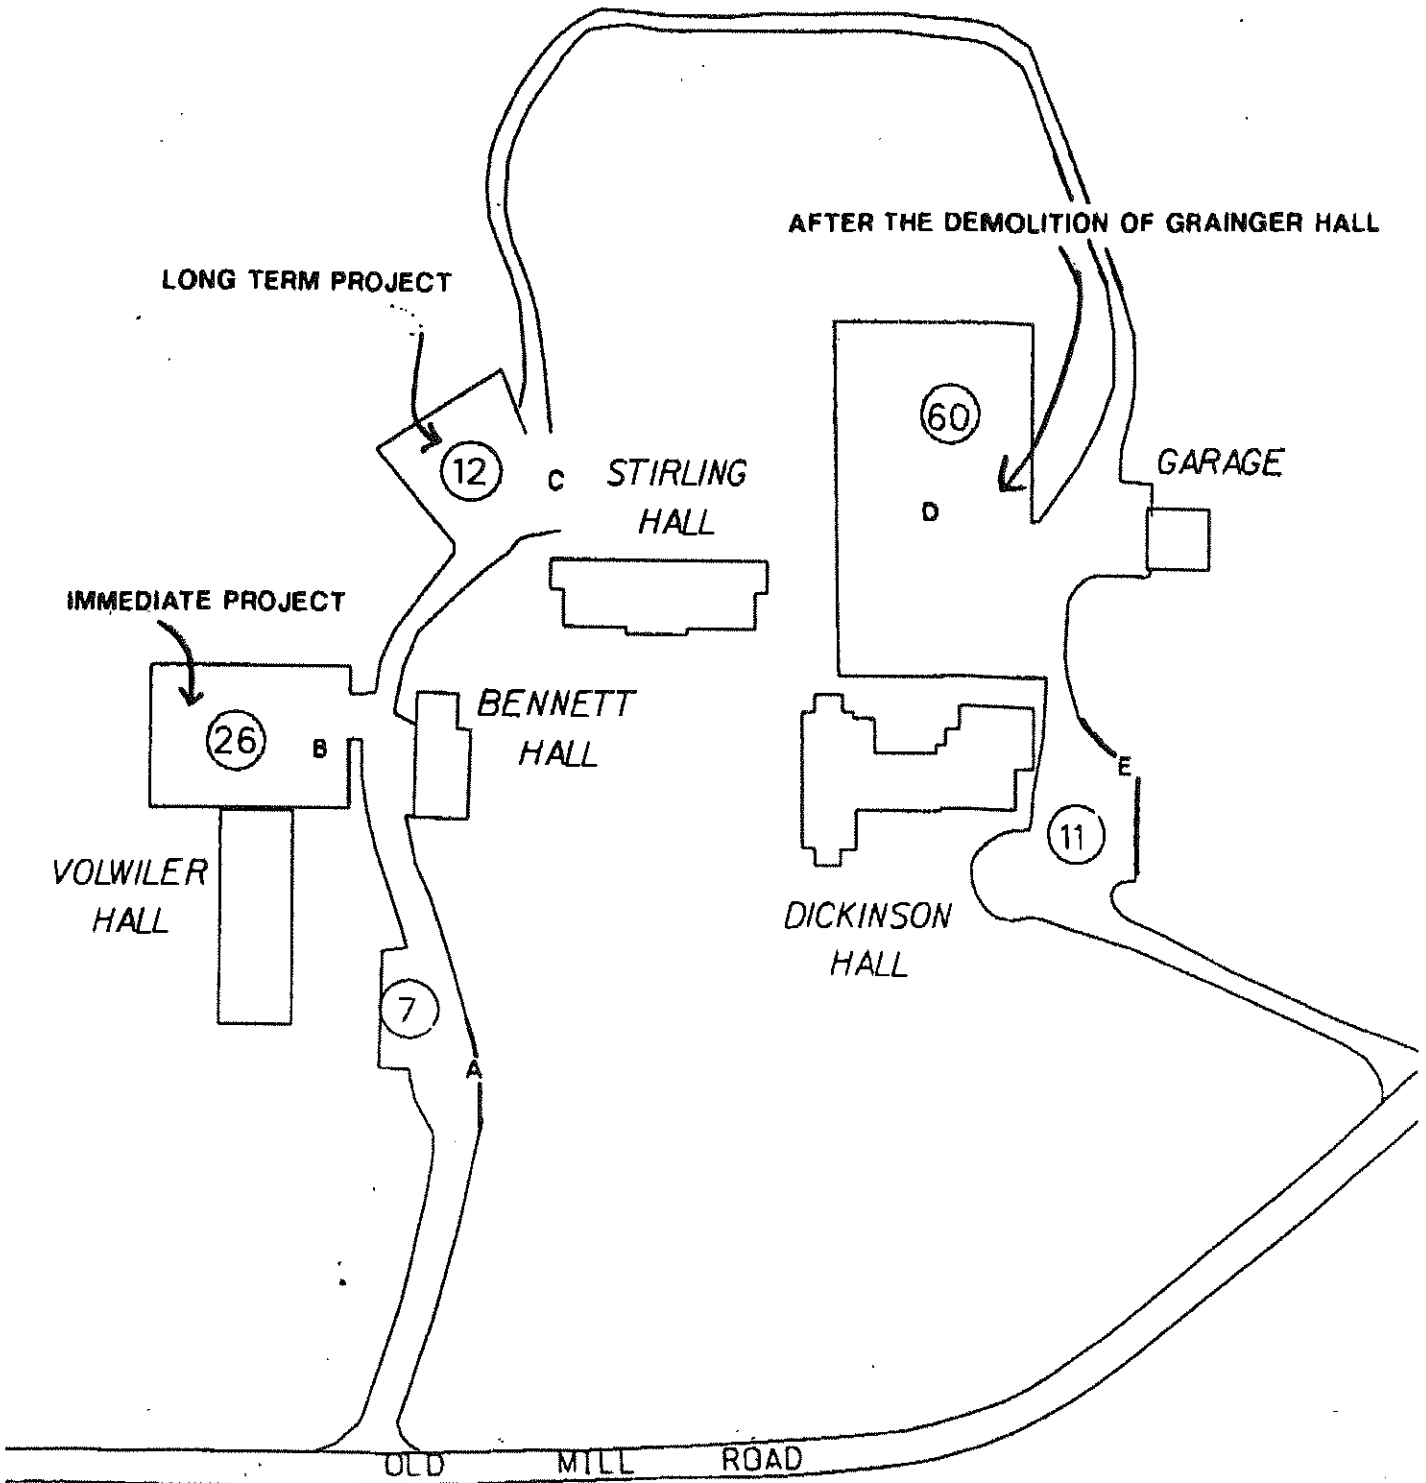 AFTER THE DEMOLITION OF GRAINGER HALL
LONG TERM PROJECT
60
12
C
STIRLING
HALL
GARAGE
D
IMMEDIATE PROJECT
BENNETT
HALL
26
B
E
11
VOLWILER
HALL
DICKINSON
HALL
7
A
OLD MILL ROAD